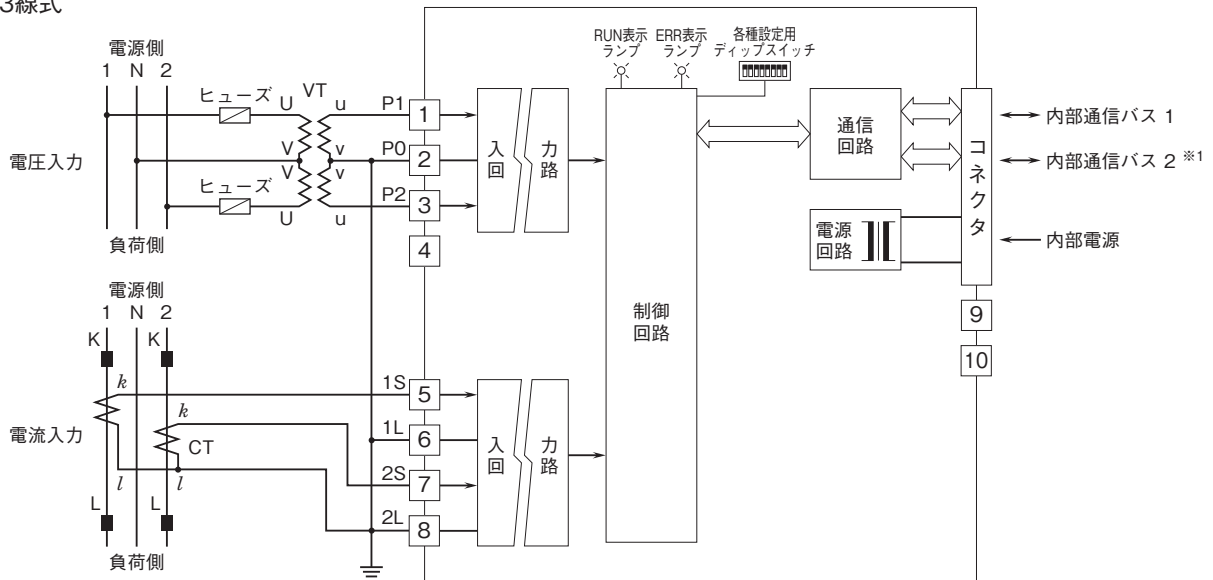 3線式
RUN表示
ランプ
ERR表示
ランプ
各種設定用
ディップスイッチ
電源側
1 N 2
ヒューズ
U
VT
u
P1
1
V
v
P0
2
V
v
電圧入力
ヒューズ
U
u
P2
3
4
負荷側
入
回
力
路
通信
回路
コネクタ
内部通信バス 1
内部通信バス 2 ※1
電源
回路
内部電源
制御
回路
9
10
電源側
1 N 2
K
K
k
1S
5
k
1L
6
電流入力
CT
2S
7
l
l
L
L
2L
8
入
回
力
路
負荷側